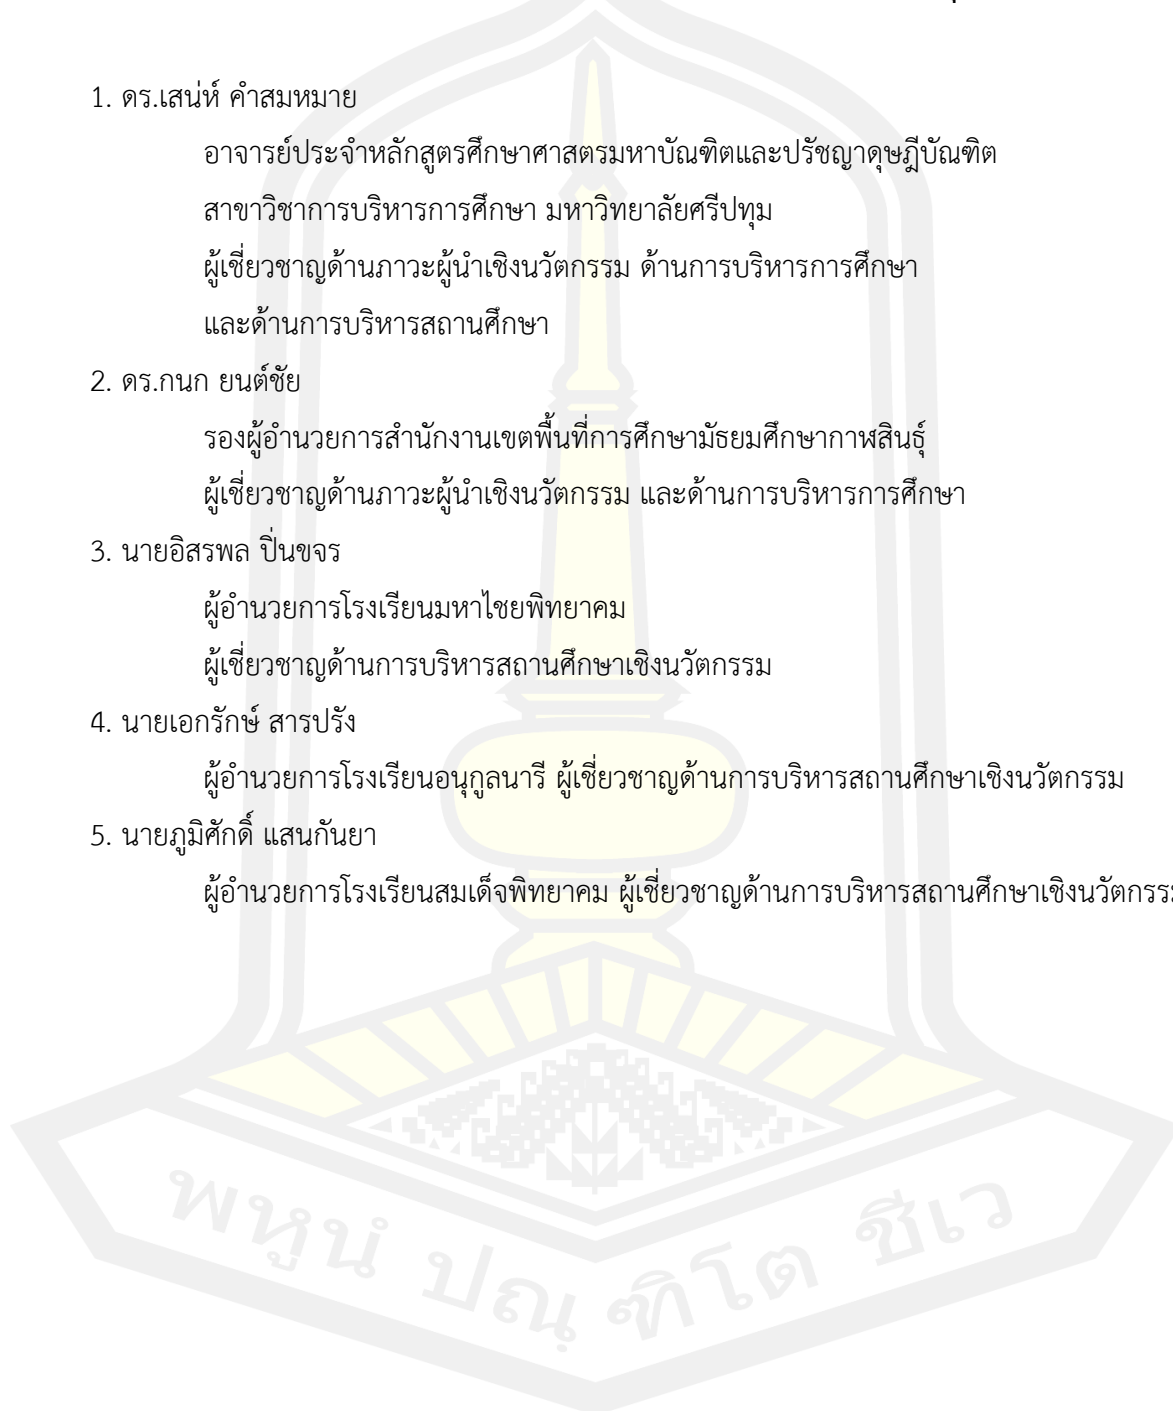 1. ดร.เสน่ห์ คำสมหมาย
อาจารย์ประจำหลักสูตรศึกษาศาสตรมหาบัณฑิตและปรัชญาดุษฎีบัณฑิต
สาขาวิชาการบริหารการศึกษา มหาวิทยาลัยศรีปทุม
ผู้เชี่ยวชาญด้านภาวะผู้นำเชิงนวัตกรรม ด้านการบริหารการศึกษา
และด้านการบริหารสถานศึกษา
2. ดร.กนก ยนต์ชัย
รองผู้อำนวยการสำนักงานเขตพื้นที่การศึกษามัธยมศึกษากาฬสินธุ์
ผู้เชี่ยวชาญด้านภาวะผู้นำเชิงนวัตกรรม และด้านการบริหารการศึกษา
3. นายอิสรพล ปิ่นขจร
ผู้อำนวยการโรงเรียนมหาไชยพิทยาคม
ผู้เชี่ยวชาญด้านการบริหารสถานศึกษาเชิงนวัตกรรม
4. นายเอกรักษ์ สารปรัง
ผู้อำนวยการโรงเรียนอนุกูลนารี ผู้เชี่ยวชาญด้านการบริหารสถานศึกษาเชิงนวัตกรรม
5. นายภูมิศักดิ์ แสนกันยา
ผู้อำนวยการโรงเรียนสมเด็จพิทยาคม ผู้เชี่ยวชาญด้านการบริหารสถานศึกษาเชิงนวัตกรรม
พหูนํ ปณฺฑิโต ชีเว